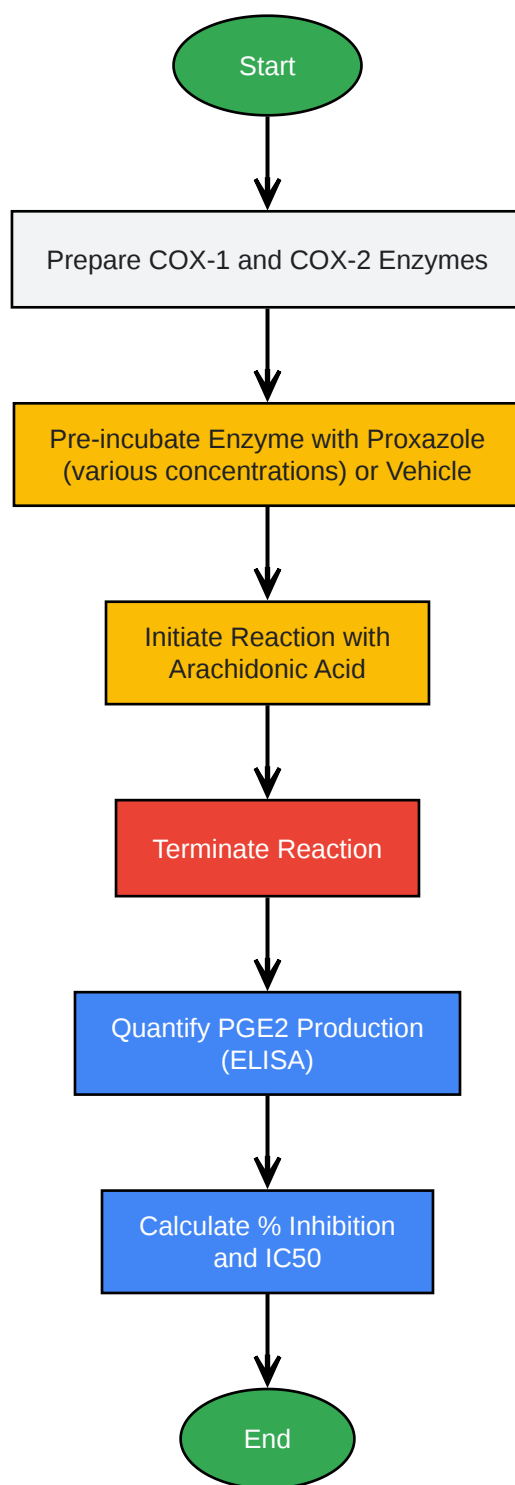 Start
Prepare COX-1 and COX-2 Enzymes
Pre-incubate Enzyme with Proxazole
(various concentrations) or Vehicle
Initiate Reaction with
Arachidonic Acid
Terminate Reaction
Quantify PGE2 Production
(ELISA)
Calculate % Inhibition
and IC50
End